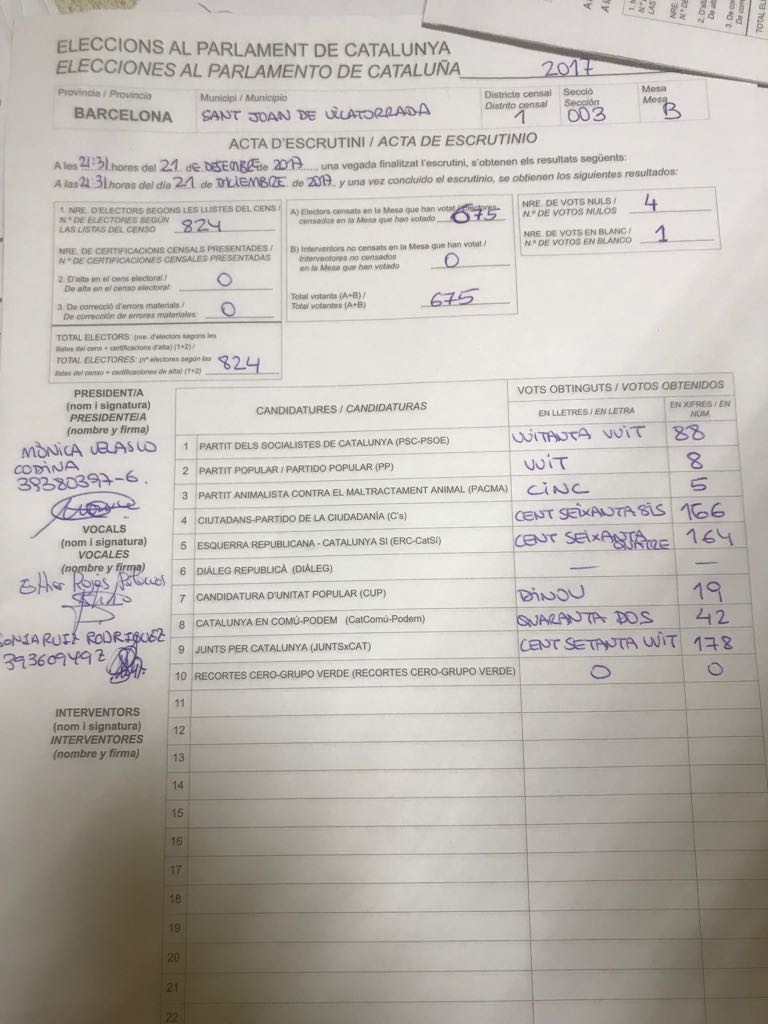 ELECCIONS AL PARLAMENT DE CATALUNYA
ELECCIONES AL PARLAMENTO DE CATALUÑA 2017
Província / Provincia
BARCELONA
Municipi / Municipio
SANT JOAN DE VILATORRADA
Districte censal
Distrito censal
1
Secció
Sección
003
Mesa
Mesa
B
ACTA D'ESCRUTINI / ACTA DE ESCRUTINIO
A les 21:31 hores del 21 de DESEMBRE de 2017....., una vegada finalitzat l'escrutini, s'obtenen els resultats següents:
A las 21:31 horas del día 21. de DICIEMBRE. de 2017, y una vez concluido el escrutinio, se obtienen los siguientes resultados:
1. NRE. D'ELECTORS SEGONS LES LLISTES DEL CENS /
N.º DE ELECTORES SEGÚN
LAS LISTAS DEL CENSO 824
NRE. DE CERTIFICACIONS CENSALS PRESENTADES /
N.º DE CERTIFICACIONES CENSALES PRESENTADAS
2. D'alta en el cens electoral /
De alta en el censo electoral: 0
3. De correcció d'errors materials /
De corrección de errores materiales: 0
TOTAL ELECTORS: (nre. d'electors segons les
llistes del cens + certificacions d'alta) (1+2) /
TOTAL ELECTORES: (nº electores según las
listas del censo + certificaciones de alta) (1+2) 824
A) Electors censats en la Mesa que han votat / Electores
censados en la Mesa que han votado 675
B) Interventors no censats en la Mesa que han votat /
Interventores no censados
en la Mesa que han votado 0
Total votants (A+B) /
Total votantes (A+B) 675
NRE. DE VOTS NULS /
N.º DE VOTOS NULOS 4
NRE. DE VOTS EN BLANC /
N.º DE VOTOS EN BLANCO 1
PRESIDENT/A
(nom i signatura)
PRESIDENTE/A
(nombre y firma)
MÒNICA VELASCO
CODINA
39380397-6.
VOCALS
(nom i signatura)
VOCALES
(nombre y firma)
Esther Rojas
SONIA RUIZ RODRIGUEZ
39360949Z
INTERVENTORS
(nom i signatura)
INTERVENTORES
(nombre y firma)
CANDIDATURES / CANDIDATURAS
VOTS OBTINGUTS / VOTOS OBTENIDOS
EN LLETRES / EN LETRA
EN XIFRES / EN NÚM.
1 PARTIT DELS SOCIALISTES DE CATALUNYA (PSC-PSOE) VUITANTA VUIT 88
2 PARTIT POPULAR / PARTIDO POPULAR (PP) VUIT 8
3 PARTIT ANIMALISTA CONTRA EL MALTRACTAMENT ANIMAL (PACMA) CINC 5
4 CIUTADANS-PARTIDO DE LA CIUDADANÍA (C's) CENT SEIXANTA SIS 166
5 ESQUERRA REPUBLICANA - CATALUNYA SI (ERC-CatSí) CENT SEIXANTA QUATRE 164
6 DIÀLEG REPUBLICÀ (DIÀLEG) — —
7 CANDIDATURA D'UNITAT POPULAR (CUP) DINOU 19
8 CATALUNYA EN COMÚ-PODEM (CatComú-Podem) QUARANTA DOS 42
9 JUNTS PER CATALUNYA (JUNTSxCAT) CENT SETANTA VUIT 178
10 RECORTES CERO-GRUPO VERDE (RECORTES CERO-GRUPO VERDE) 0 0
11
12
13
14
15
16
17
18
19
20
21
22